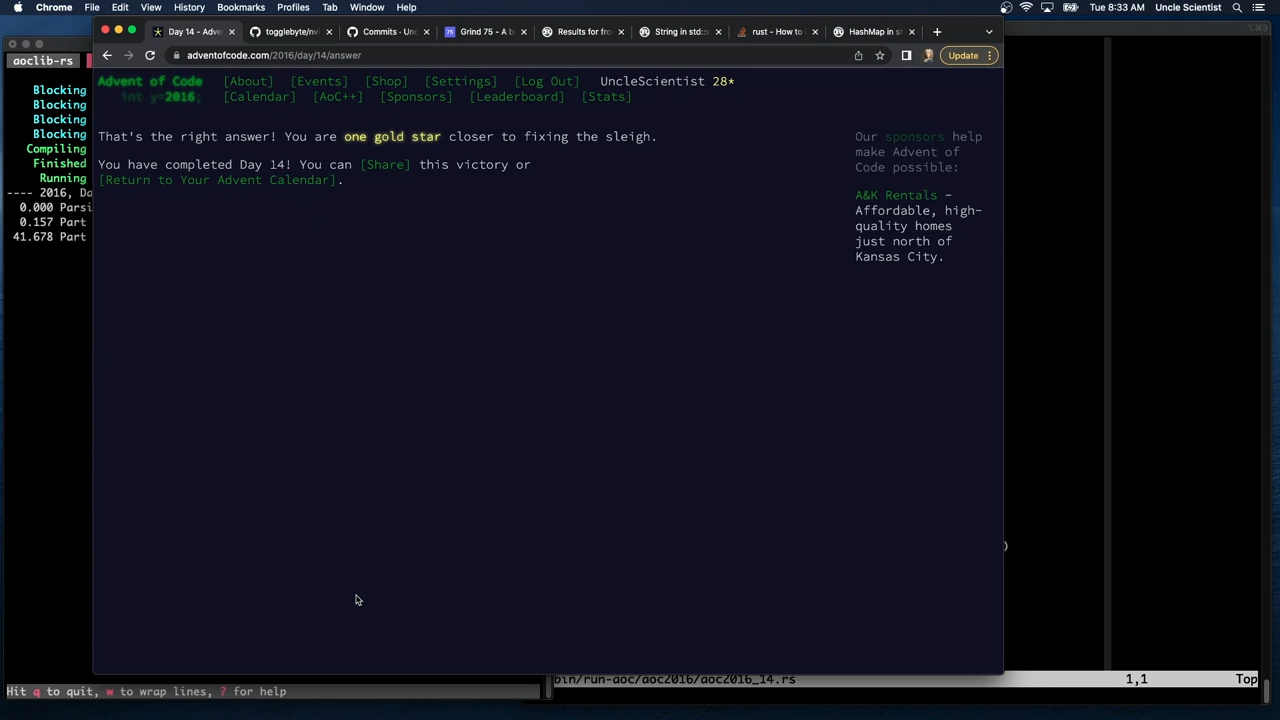 Chrome File Edit View History Bookmarks Profiles Tab Window Help Tue 8:33 AM Uncle Scientist
Day 14 - Adve
togglebyte/nvi
Commits · Unc
Grind 75 - A b
Results for fro
String in std::
rust - How to
HashMap in st
adventofcode.com/2016/day/14/answer
Update
aoclib-rs
Advent of Code [About] [Events] [Shop] [Settings] [Log Out] UncleScientist 28*
int y=2016; [Calendar] [AoC++] [Sponsors] [Leaderboard] [Stats]
That's the right answer! You are one gold star closer to fixing the sleigh.
You have completed Day 14! You can [Share] this victory or
[Return to Your Advent Calendar].
Our sponsors help
make Advent of
Code possible:
A&K Rentals -
Affordable, high-
quality homes
just north of
Kansas City.
Blocking
Blocking
Blocking
Blocking
Compiling
Finished
Running
---- 2016, Da
0.000 Parsi
0.157 Part
41.678 Part
Hit q to quit, w to wrap lines, ? for help
bin/run-aoc/aoc2016/aoc2016_14.rs 1,1 Top